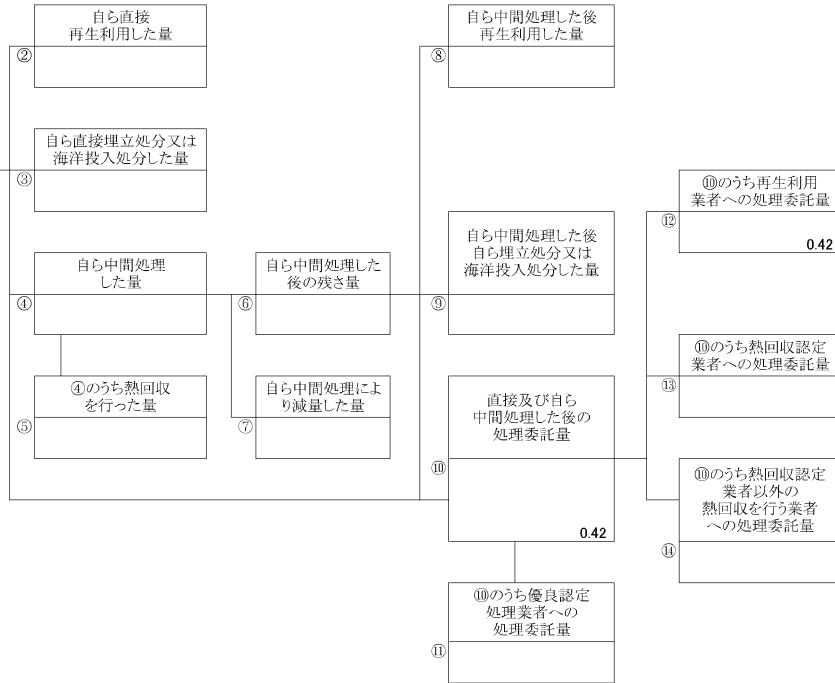 自ら直接
再生利用した量
②
自ら中間処理した後
再生利用した量
⑧
自ら直接埋立処分又は
海洋投入処分した量
③
⑩のうち再生利用
業者への処理委託量
⑫
0.42
自ら中間処理
した量
④
自ら中間処理した
後の残さ量
⑥
自ら中間処理した後
自ら埋立処分又は
海洋投入処分した量
⑨
⑩のうち熱回収認定
業者への処理委託量
⑬
④のうち熱回収
を行った量
⑤
自ら中間処理によ
り減量した量
⑦
直接及び自ら
中間処理した後の
処理委託量
⑩
0.42
⑩のうち熱回収認定
業者以外の
熱回収を行う業者
への処理委託量
⑭
⑩のうち優良認定
処理業者への
処理委託量
⑪